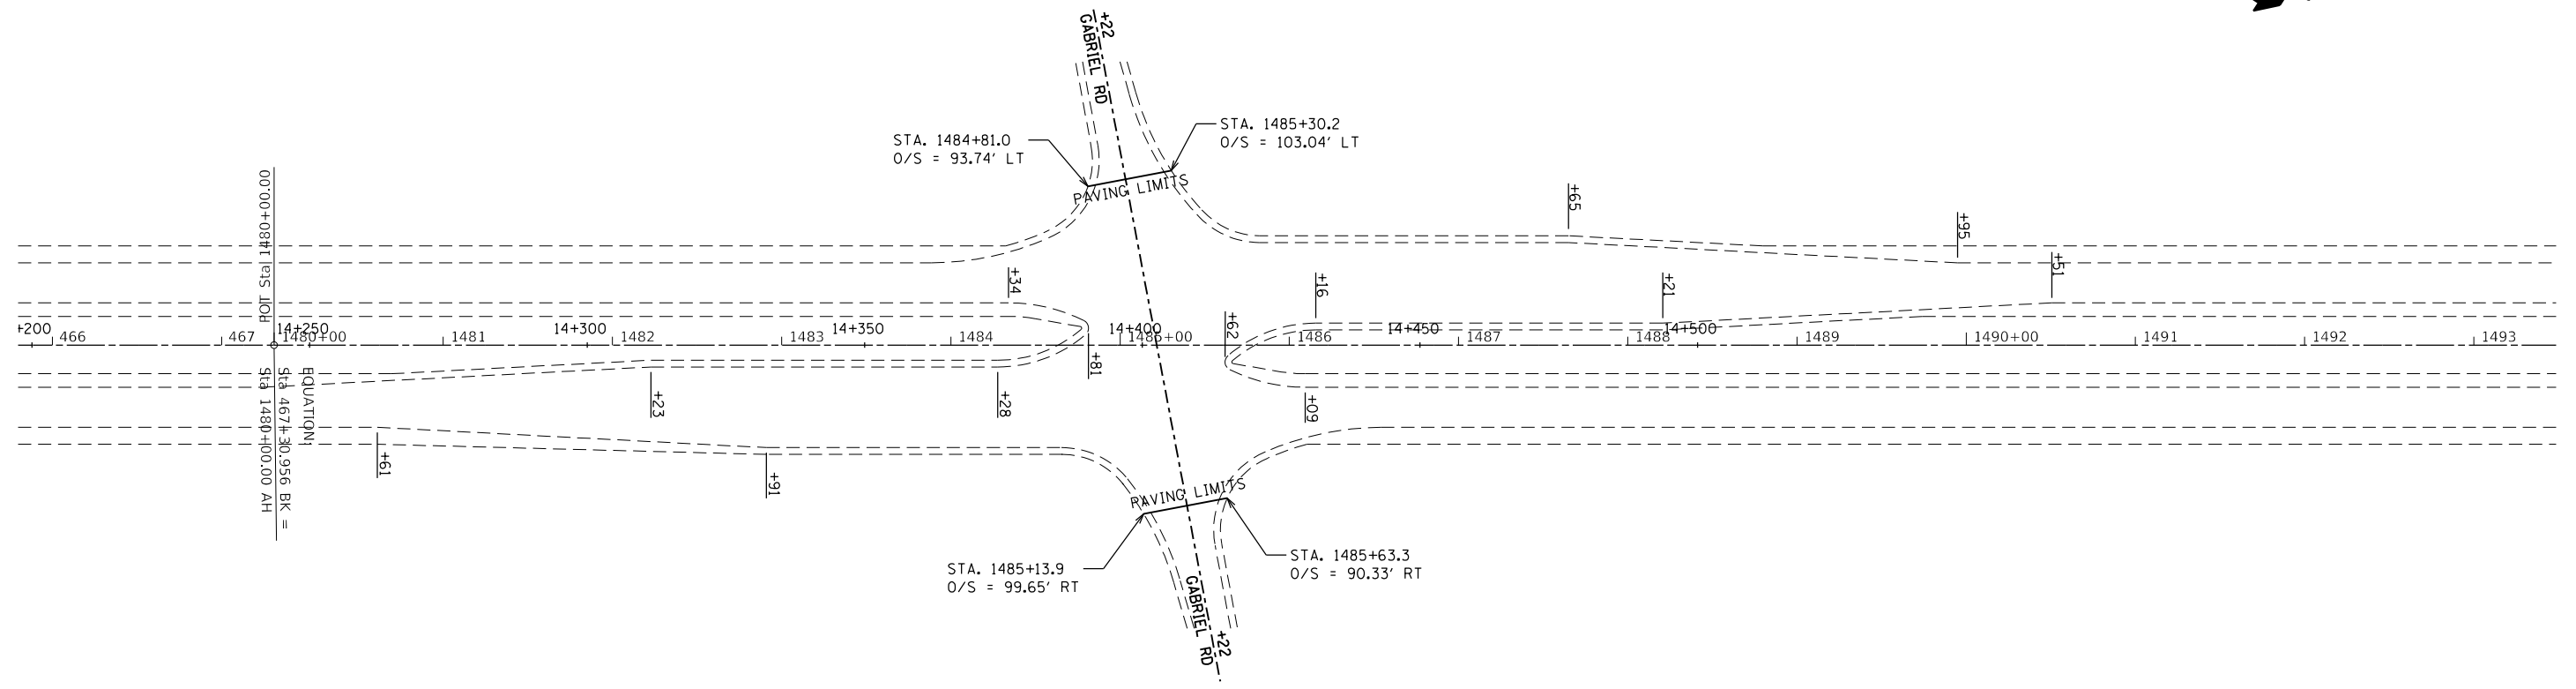 +22
GABRIEL RD
STA. 1484+81.0
O/S = 93.74' LT
STA. 1485+30.2
O/S = 103.04' LT
PAVING LIMITS
POT Sta 1480+00.00
+65
+95
+51
+34
+16
+21
+200
14+250
14+300
14+350
14+400
14+450
14+500
466
467
1480+00
1481
1482
1483
1484
1485+00
1486
1487
1488
1489
1490+00
1491
1492
1493
+62
+81
EQUATION:
Sta 467+30.956 BK =
Sta 1480+00.00 AH
+23
+28
+09
+61
+91
PAVING LIMITS
STA. 1485+13.9
O/S = 99.65' RT
STA. 1485+63.3
O/S = 90.33' RT
GABRIEL RD
+22